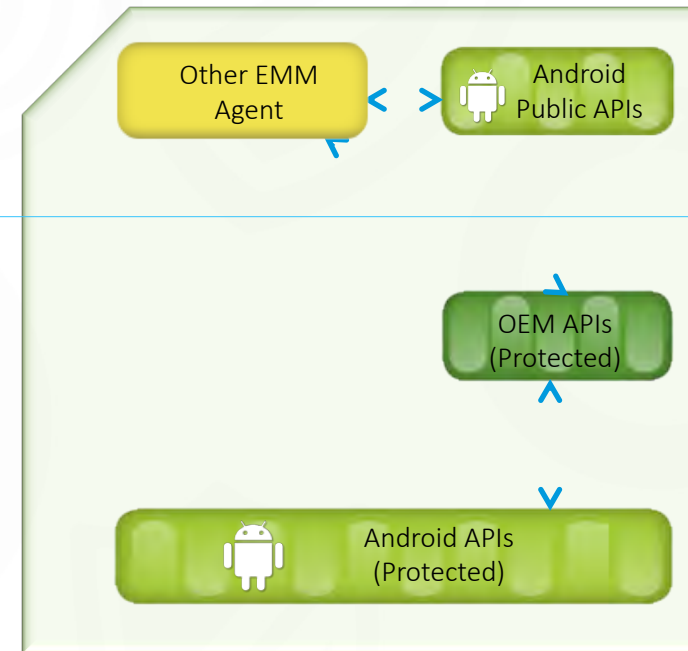 Other EMM
Agent
Android
Public APIs
OEM APIs
(Protected)
Android APIs
(Protected)